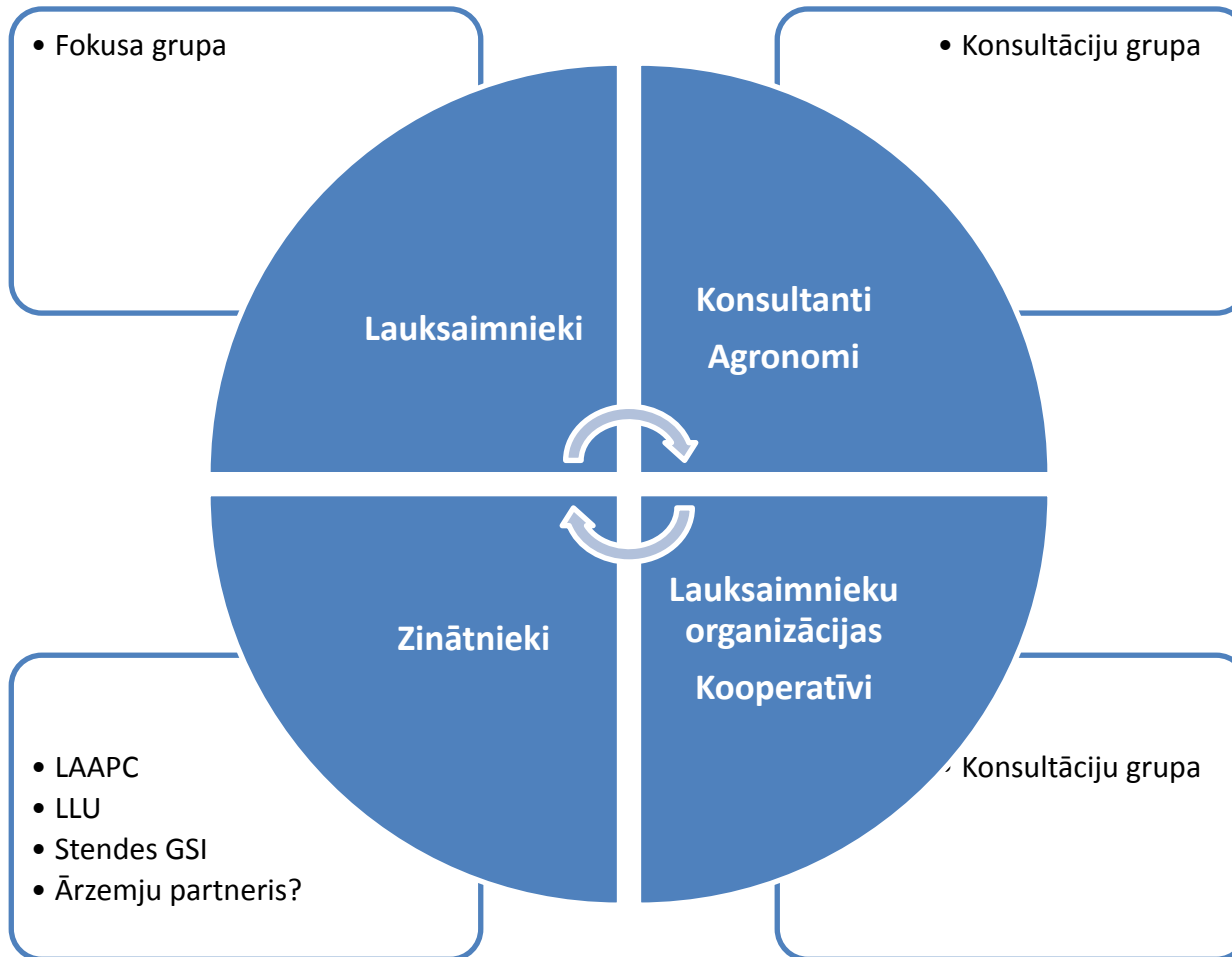 • Fokusa grupa
• Konsultāciju grupa
Lauksaimnieki
Konsultanti
Agronomi
Zinātnieki
Lauksaimnieku
organizācijas
Kooperatīvi
• LAAPC
• LLU
• Stendes GSI
• Ārzemju partneris?
• Konsultāciju grupa